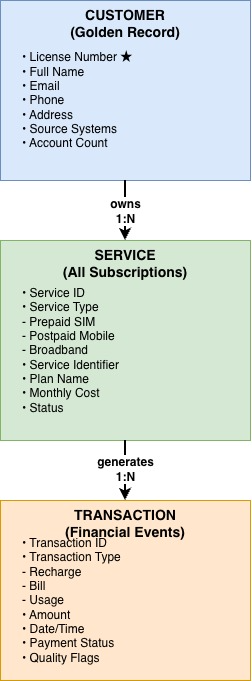 CUSTOMER
(Golden Record)
• License Number ★
• Full Name
• Email
• Phone
• Address
• Source Systems
• Account Count
owns
1:N
SERVICE
(All Subscriptions)
• Service ID
• Service Type
- Prepaid SIM
- Postpaid Mobile
- Broadband
• Service Identifier
• Plan Name
• Monthly Cost
• Status
generates
1:N
TRANSACTION
(Financial Events)
• Transaction ID
• Transaction Type
- Recharge
- Bill
- Usage
• Amount
• Date/Time
• Payment Status
• Quality Flags